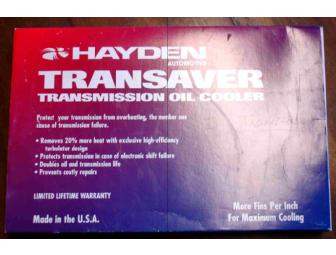 HAYDEN
AUTOMOTIVE
TRANSAVER
TRANSMISSION OIL COOLER
Protect your transmission from overheating, the number one
cause of transmission failure.
• Removes 20% more heat with exclusive high-efficiency
turbulator design
• Protects transmission in case of electronic shift failure
• Doubles oil and transmission life
• Prevents costly repairs
LIMITED LIFETIME WARRANTY
Made in the U.S.A.
More Fins Per Inch
For Maximum Cooling